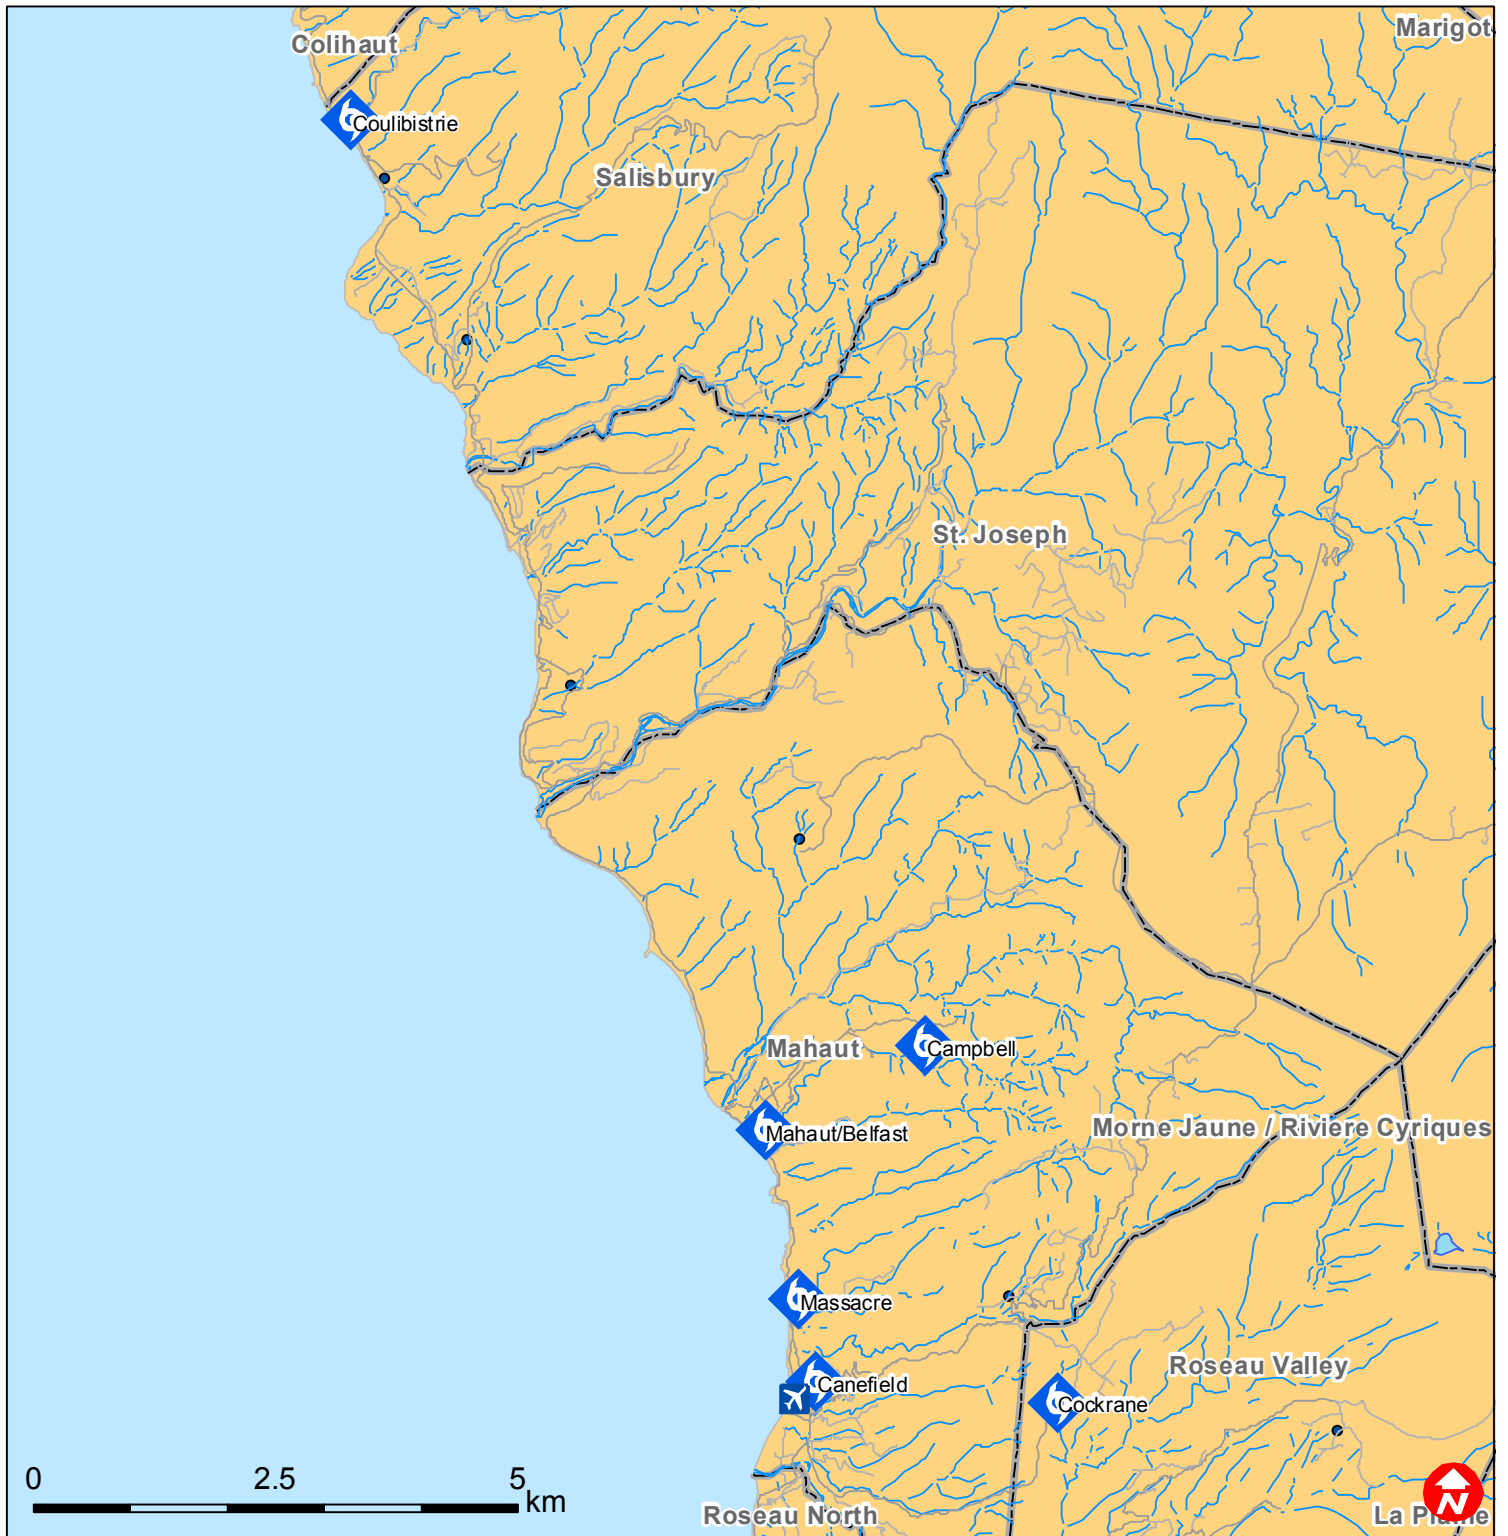 Marigot
Colihaut
Coulibistrie
Salisbury
St. Joseph
Mahaut
Campbell
Mahaut/Belfast
Morne Jaune / Riviere Cyriques
Massacre
Roseau Valley
Canefield
Cockrane
0 2.5 5
km
Roseau North
N